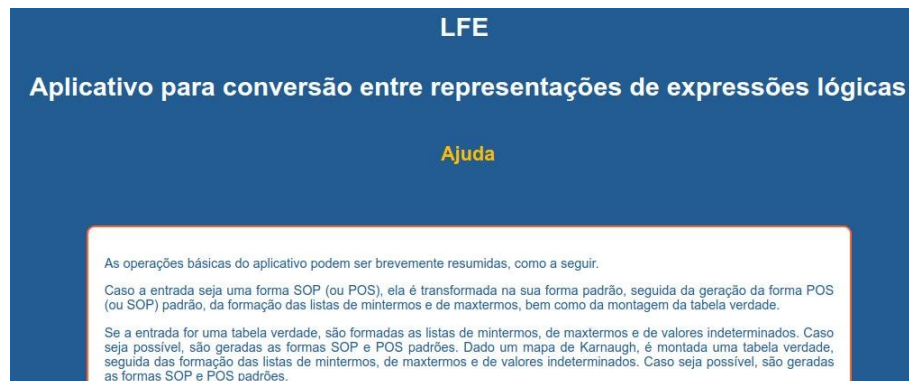 LFE
Aplicativo para conversão entre representações de expressões lógicas
Ajuda
As operações básicas do aplicativo podem ser brevemente resumidas, como a seguir.
Caso a entrada seja uma forma SOP (ou POS), ela é transformada na sua forma padrão, seguida da geração da forma POS
(ou SOP) padrão, da formação das listas de mintermos e de maxtermos, bem como da montagem da tabela verdade.
Se a entrada for uma tabela verdade, são formadas as listas de mintermos, de maxtermos e de valores indeterminados. Caso
seja possível, são geradas as formas SOP e POS padrões. Dado um mapa de Karnaugh, é montada uma tabela verdade,
seguida das formação das listas de mintermos, de maxtermos e de valores indeterminados. Caso seja possível, são geradas
as formas SOP e POS padrões.